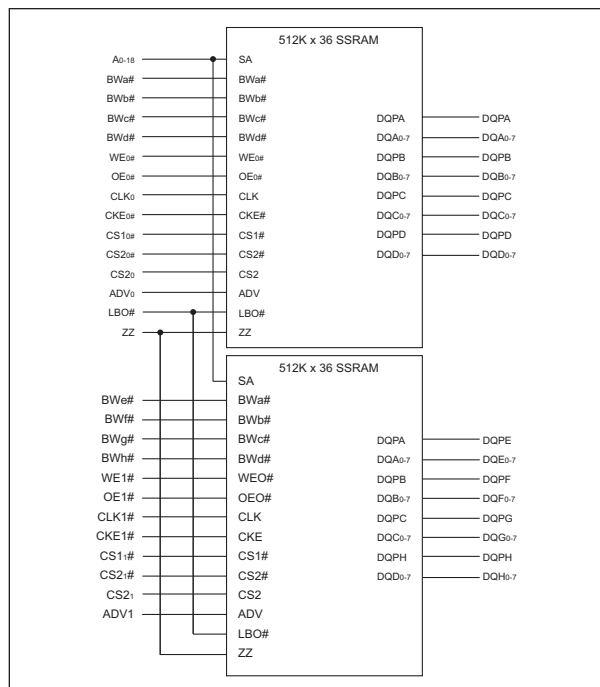 512K x 36 SSRAM
A0-18 SA
BWa# BWa#
BWb# BWb#
BWc# BWc# DQPA DQPA
BWd# BWd# DQA0-7 DQA0-7
WE0# WE0# DQPB DQPB
OE0# OE0# DQB0-7 DQB0-7
CLK0 CLK DQPC DQPC
CKE0# CKE# DQC0-7 DQC0-7
CS10# CS1# DQPD DQPD
CS20# CS2# DQD0-7 DQD0-7
CS20 CS2
ADV0 ADV
LBO# LBO#
ZZ ZZ
512K x 36 SSRAM
SA
BWe# BWa#
BWf# BWb#
BWg# BWc# DQPA DQPE
BWh# BWd# DQA0-7 DQE0-7
WE1# WEO# DQPB DQPF
OE1# OEO# DQB0-7 DQF0-7
CLK1# CLK DQPC DQPG
CKE1# CKE DQC0-7 DQG0-7
CS11# CS1# DQPH DQPH
CS21# CS2# DQD0-7 DQH0-7
CS21 CS2
ADV1 ADV
LBO#
ZZ